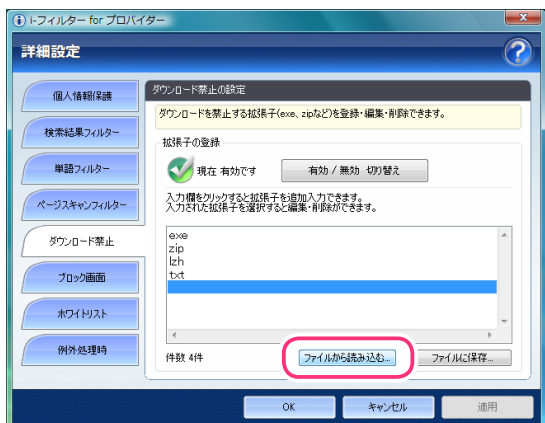 i-フィルター for プロバイダー
詳細設定
個人情報保護
検索結果フィルター
単語フィルター
ページスキャンフィルター
ダウンロード禁止
ブロック画面
ホワイトリスト
例外処理時
ダウンロード禁止の設定
ダウンロードを禁止する拡張子(exe、zipなど)を登録・編集・削除できます。
拡張子の登録
現在 有効です
有効 / 無効 切り替え
入力欄をクリックすると拡張子を追加入力できます。
入力された拡張子を選択すると編集・削除ができます。
exe
zip
lzh
txt
件数 4件
ファイルから読み込む...
ファイルに保存...
OK
キャンセル
適用